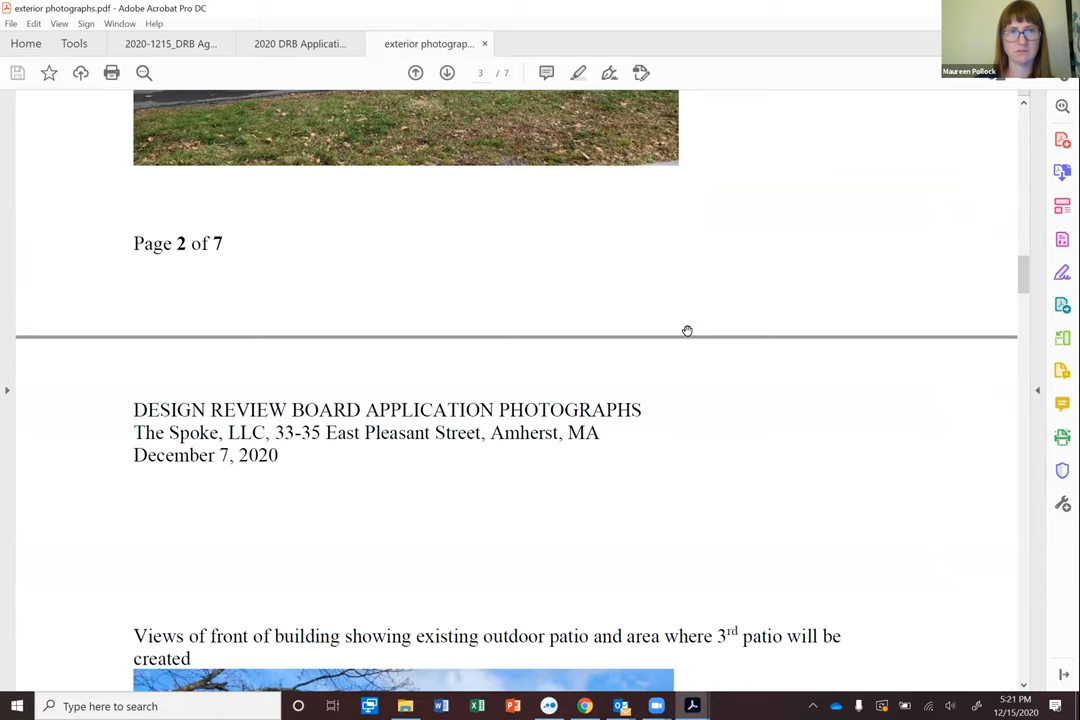 exterior photographs.pdf - Adobe Acrobat Pro DC
File Edit View Sign Window Help
Home Tools 2020-1215_DRB Ag... 2020 DRB Applicati... exterior photograp... ×
3 / 7
Maureen Pollock
Page 2 of 7
DESIGN REVIEW BOARD APPLICATION PHOTOGRAPHS
The Spoke, LLC, 33-35 East Pleasant Street, Amherst, MA
December 7, 2020
Views of front of building showing existing outdoor patio and area where 3rd patio will be
created
Type here to search
5:21 PM
12/15/2020